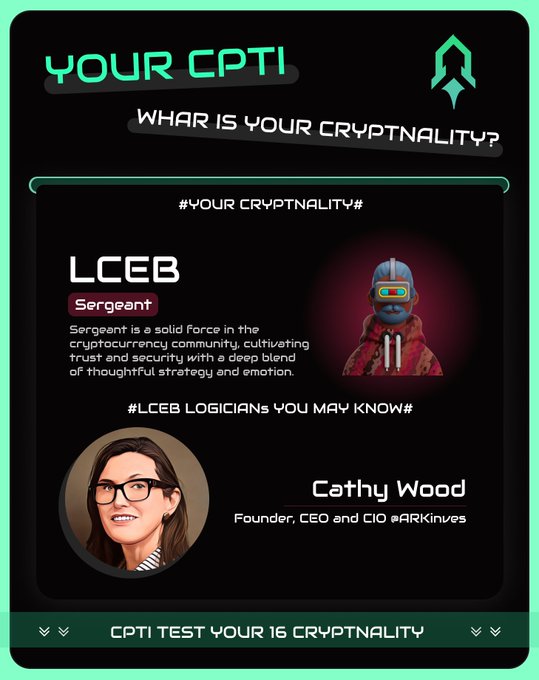 YOUR CPTI
WHAR IS YOUR CRYPTNALITY?
#YOUR CRYPTNALITY#
LCEB
Sergeant
Sergeant is a solid force in the
cryptocurrency community, cultivating
trust and security with a deep blend
of thoughtful strategy and emotion.
#LCEB LOGICIANs YOU MAY KNOW#
Cathy Wood
Founder, CEO and CIO @ARKinves
CPTI TEST YOUR 16 CRYPTNALITY